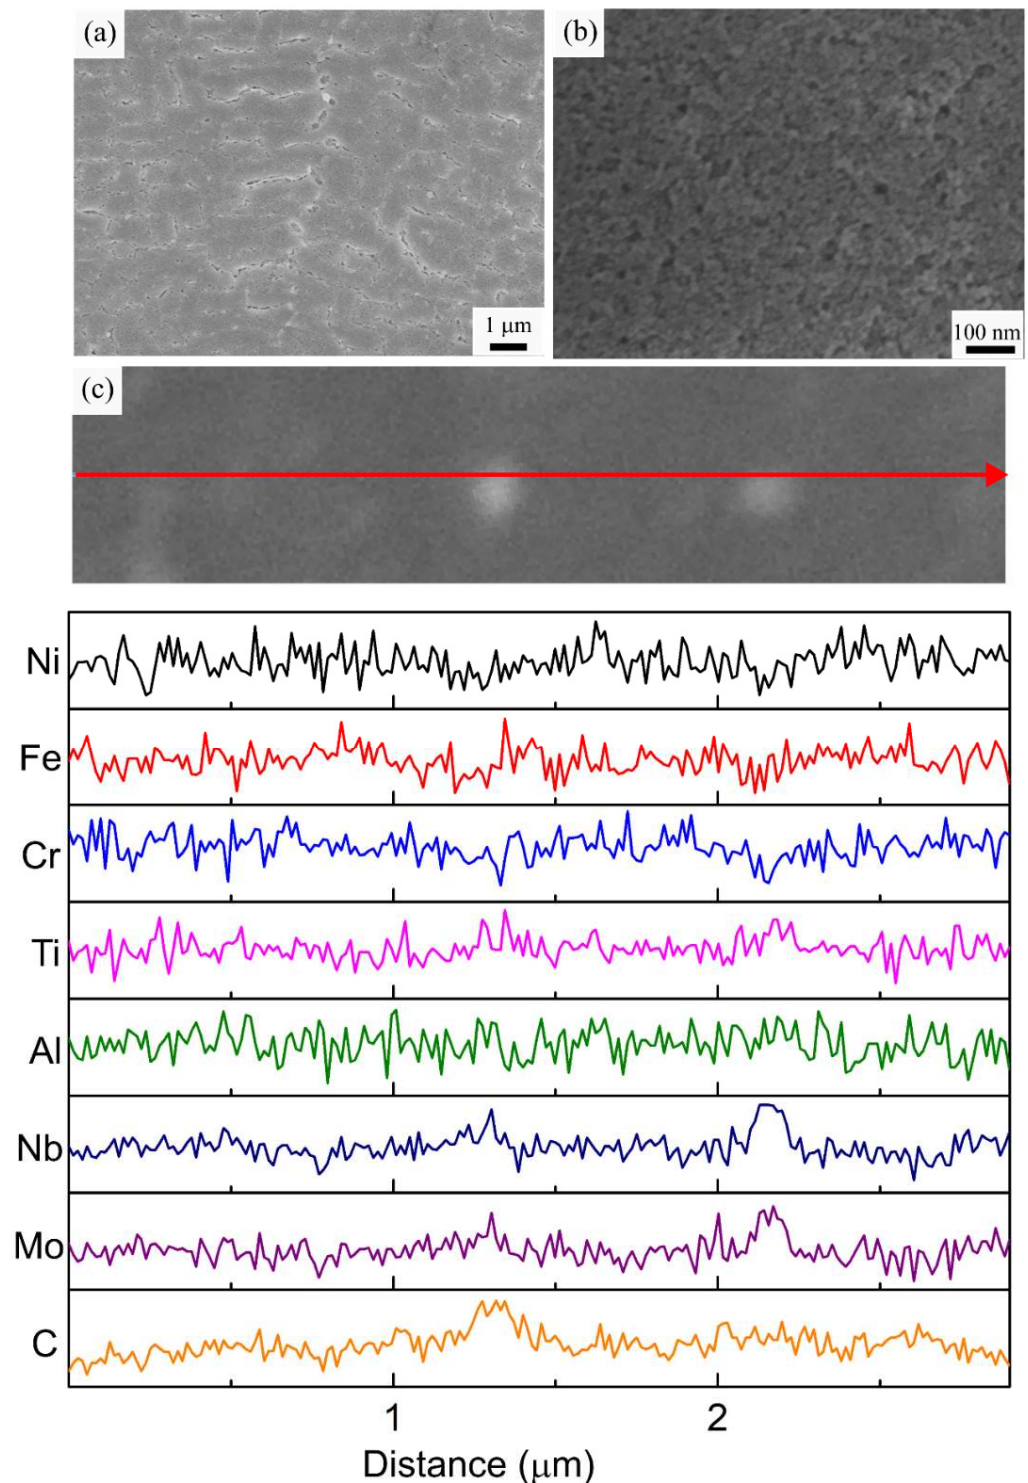 (a)
(b)
1 μm
100 nm
(c)
Ni
Fe
Cr
Ti
Al
Nb
Mo
C
1 2
Distance (μm)